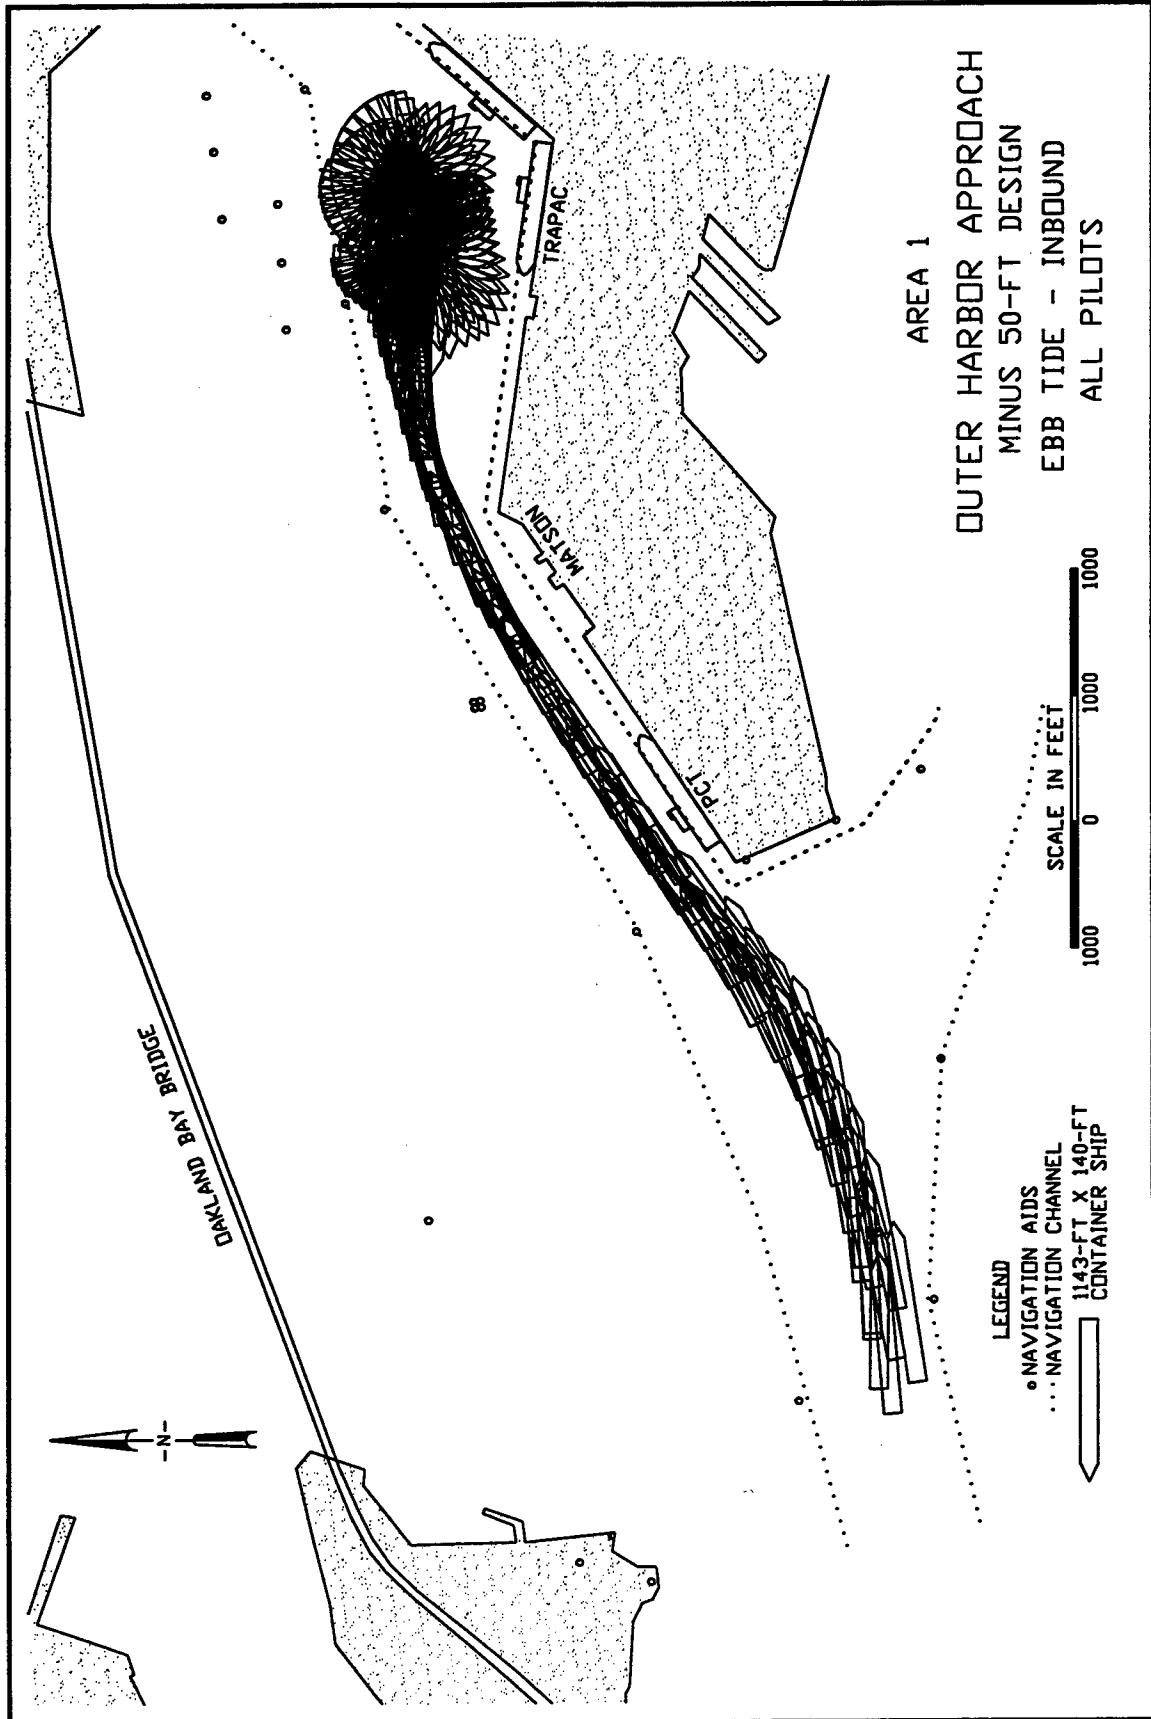 OAKLAND BAY BRIDGE
-N-
TRAPAC
MATSON
PCT
AREA 1
OUTER HARBOR APPROACH
MINUS 50-FT DESIGN
EBB TIDE - INBOUND
ALL PILOTS
LEGEND
NAVIGATION AIDS
NAVIGATION CHANNEL
1143-FT X 140-FT
CONTAINER SHIP
SCALE IN FEET
1000 0 1000 1000